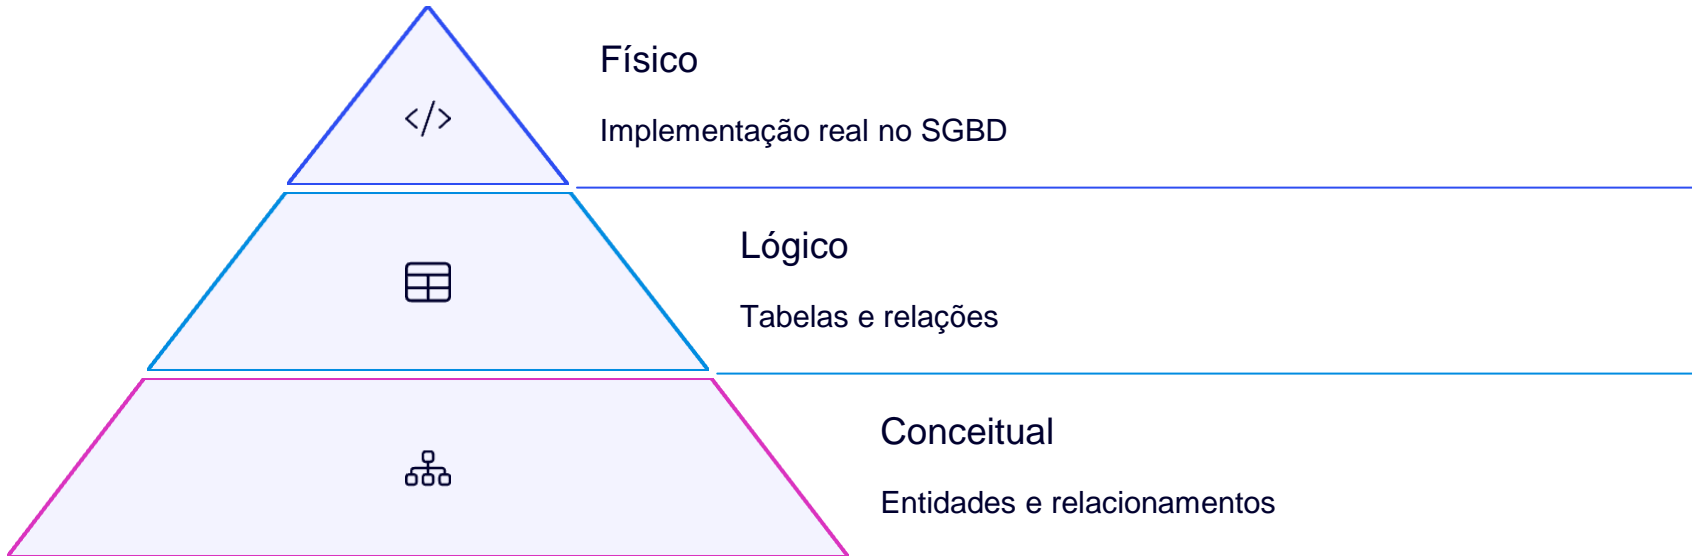 Físico
Implementação real no SGBD
Lógico
Tabelas e relações
Conceitual
Entidades e relacionamentos